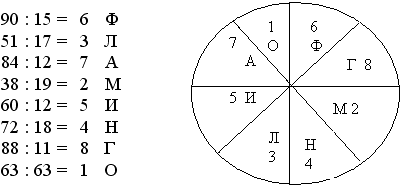 90 : 15 = 6 Ф
51 : 17 = 3 Л
84 : 12 = 7 А
38 : 19 = 2 М
60 : 12 = 5 И
72 : 18 = 4 Н
88 : 11 = 8 Г
63 : 63 = 1 О
1
О
6
Ф
7
А
Г 8
5 И
М 2
Л
3
Н
4